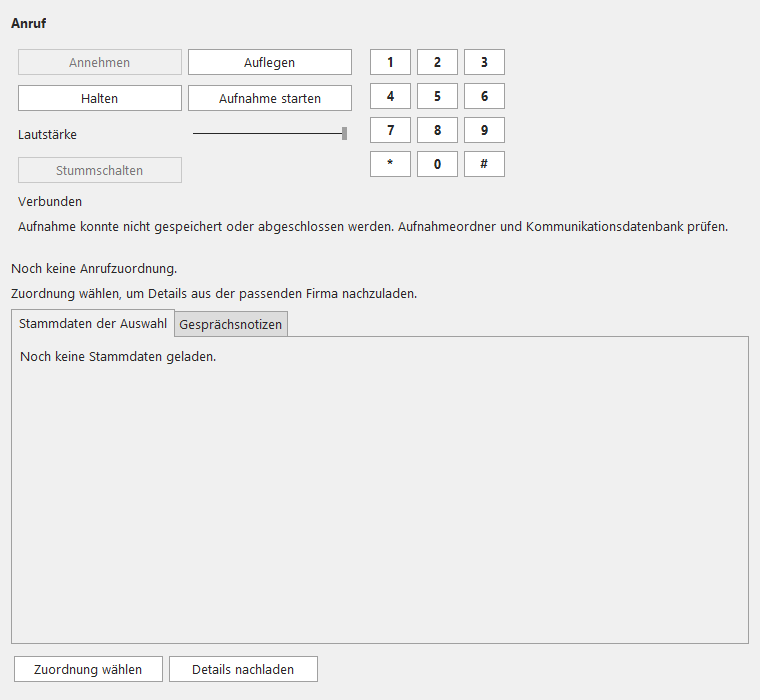 Anruf
Annehmen Auflegen 1 2 3
Halten Aufnahme starten 4 5 6
Lautstärke 7 8 9
Stummschalten * 0 #
Verbunden
Aufnahme konnte nicht gespeichert oder abgeschlossen werden. Aufnahmeordner und Kommunikationsdatenbank prüfen.
Noch keine Anrufzuordnung.
Zuordnung wählen, um Details aus der passenden Firma nachzuladen.
Stammdaten der Auswahl Gesprächsnotizen
Noch keine Stammdaten geladen.
Zuordnung wählen Details nachladen